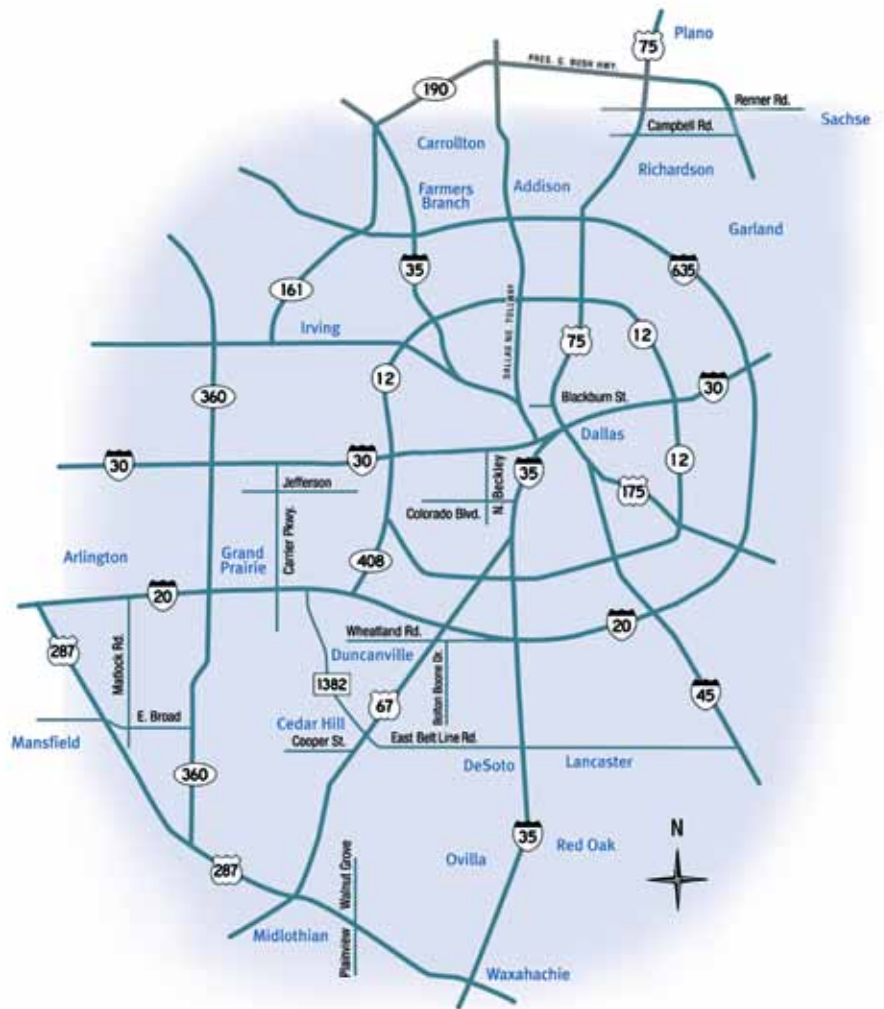 Plano
75
PRES. G. BUSH HWY.
190
Renner Rd.
Sachse
Campbell Rd.
Carrollton
Richardson
Farmers
Branch
Addison
Garland
35
635
161
Irving
DALLAS NO. TOLLWAY
75
12
12
360
30
Blackburn St.
Dallas
30
30
35
12
Jefferson
N. Beckley
175
Colorado Blvd.
Arlington
Grand
Prairie
Carrier Pkwy.
408
20
20
Wheatland Rd.
287
Matlock Rd.
Duncanville
Bolton Boone Dr.
1382
67
45
E. Broad
Cedar Hill
Mansfield
Cooper St.
East Belt Line Rd.
360
DeSoto
Lancaster
35
Red Oak
N
287
Ovilla
Walnut Grove
Midlothian
Plainview
Waxahachie